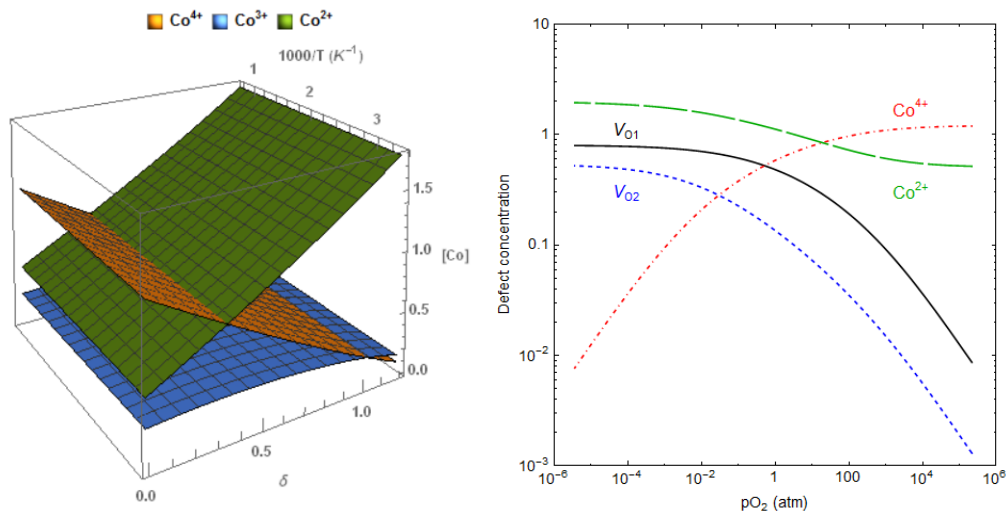 Co⁴⁺ Co³⁺ Co²⁺
1000/T (K⁻¹)
1
2
3
1.5
1.0
[Co]
0.5
0.0
1.0
0.5
0.0
δ
10
1
0.1
10⁻²
10⁻³
Defect concentration
V_O1
V_O2
Co⁴⁺
Co²⁺
10⁻⁶ 10⁻⁴ 10⁻² 1 100 10⁴ 10⁶
pO₂ (atm)